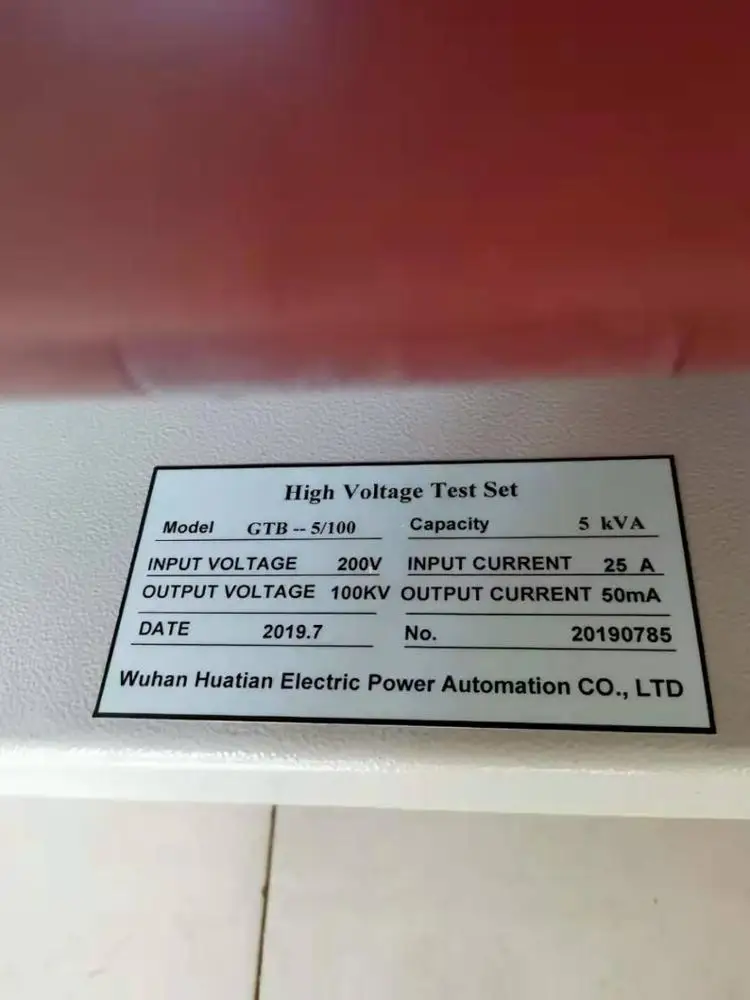 High Voltage Test Set
Model GTB -- 5/100 Capacity 5 kVA
INPUT VOLTAGE 200V INPUT CURRENT 25 A
OUTPUT VOLTAGE 100KV OUTPUT CURRENT 50mA
DATE 2019.7 No. 20190785
Wuhan Huatian Electric Power Automation CO., LTD